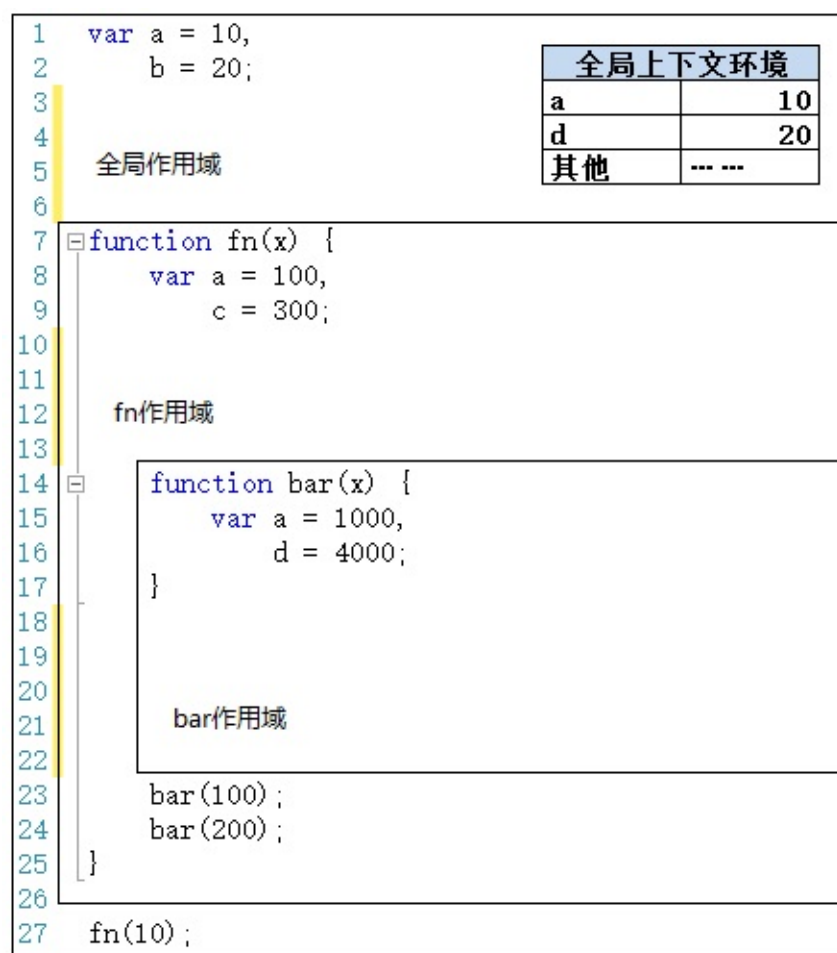 1 var a = 10,
2 b = 20;
3
4
5
6
全局作用域
全局上下文环境
a 10
d 20
其他 --- ---
7 function fn(x) {
8 var a = 100,
9 c = 300;
10
11
12
13
fn作用域
14 function bar(x) {
15 var a = 1000,
16 d = 4000;
17 }
18
19
20
21
22
bar作用域
23 bar(100);
24 bar(200);
25 }
26
27 fn(10);